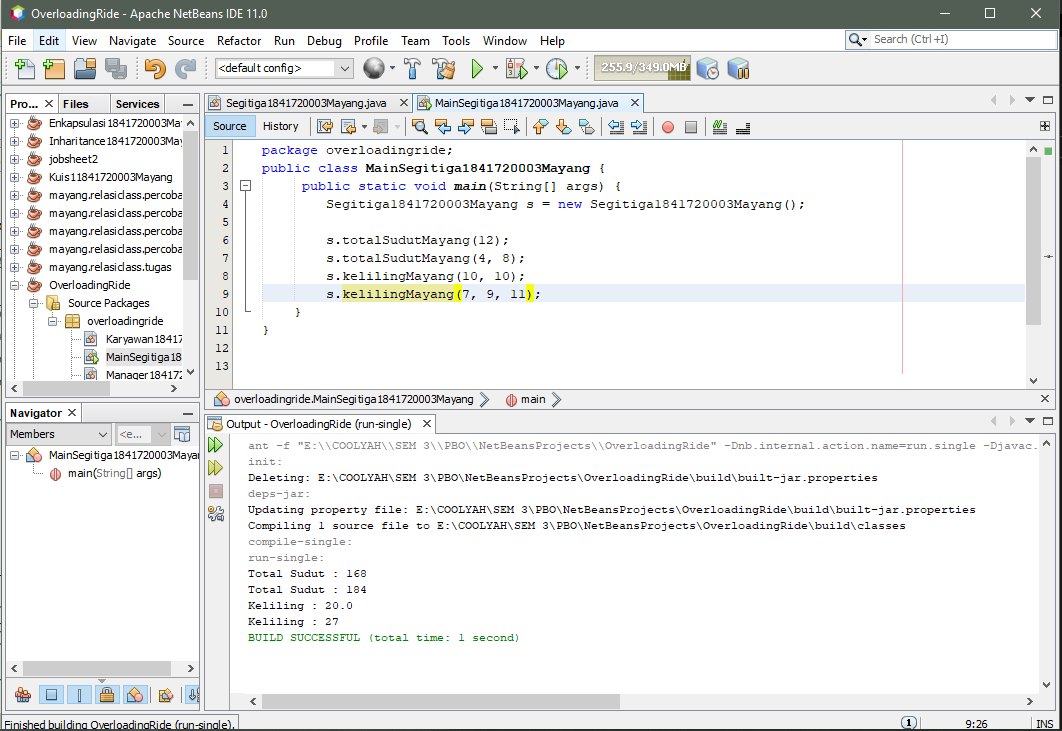 OverloadingRide - Apache NetBeans IDE 11.0
File Edit View Navigate Source Refactor Run Debug Profile Team Tools Window Help
Search (Ctrl+I)
<default config>
255.9/349.0MB
Pro... Files Services
Enkapsulasi1841720003Ma
Inharitance1841720003May
jobsheet2
Kuis11841720003Mayang
mayang.relasiclass.percoba
mayang.relasiclass.percoba
mayang.relasiclass.percoba
mayang.relasiclass.percoba
mayang.relasiclass.tugas
OverloadingRide
Source Packages
overloadingride
Karyawan18417
MainSegitiga18
Manager184172
Segitiga1841720003Mayang.java
MainSegitiga1841720003Mayang.java
Source History
1 package overloadingride;
2 public class MainSegitiga1841720003Mayang {
3 public static void main(String[] args) {
4 Segitiga1841720003Mayang s = new Segitiga1841720003Mayang();
5
6 s.totalSudutMayang(12);
7 s.totalSudutMayang(4, 8);
8 s.kelilingMayang(10, 10);
9 s.kelilingMayang(7, 9, 11);
10 }
11 }
12
13
overloadingride.MainSegitiga1841720003Mayang
main
Navigator
Members
<e...
MainSegitiga1841720003Mayan
main(String[] args)
Output - OverloadingRide (run-single)
ant -f "E:\\COOLYAH\\SEM 3\\PBO\\NetBeansProjects\\OverloadingRide" -Dnb.internal.action.name=run.single -Djavac.
init:
Deleting: E:\COOLYAH\SEM 3\PBO\NetBeansProjects\OverloadingRide\build\built-jar.properties
deps-jar:
Updating property file: E:\COOLYAH\SEM 3\PBO\NetBeansProjects\OverloadingRide\build\built-jar.properties
Compiling 1 source file to E:\COOLYAH\SEM 3\PBO\NetBeansProjects\OverloadingRide\build\classes
compile-single:
run-single:
Total Sudut : 168
Total Sudut : 184
Keliling : 20.0
Keliling : 27
BUILD SUCCESSFUL (total time: 1 second)
Finished building OverloadingRide (run-single).
1
9:26
INS